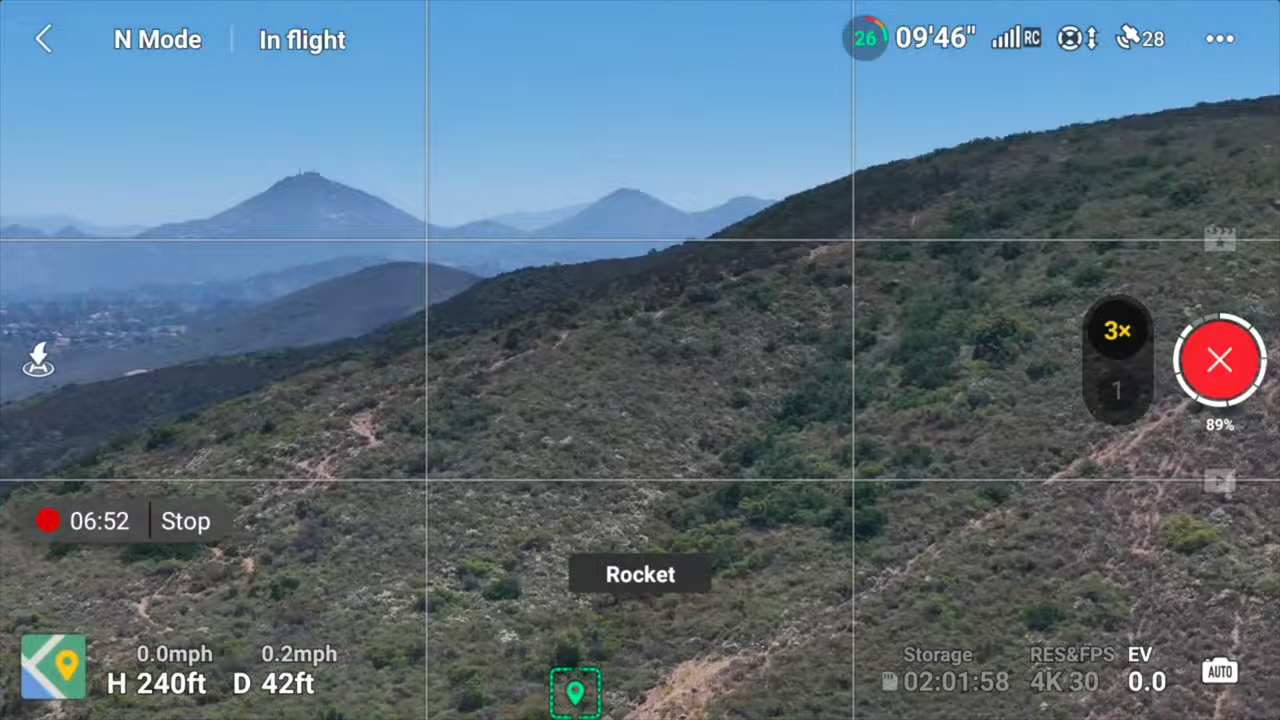 N Mode
In flight
26
09'46"
RC
28
3×
1
89%
06:52
Stop
Rocket
0.0mph
0.2mph
H 240ft
D 42ft
Storage
02:01:58
RES&FPS
4K 30
EV
0.0
AUTO